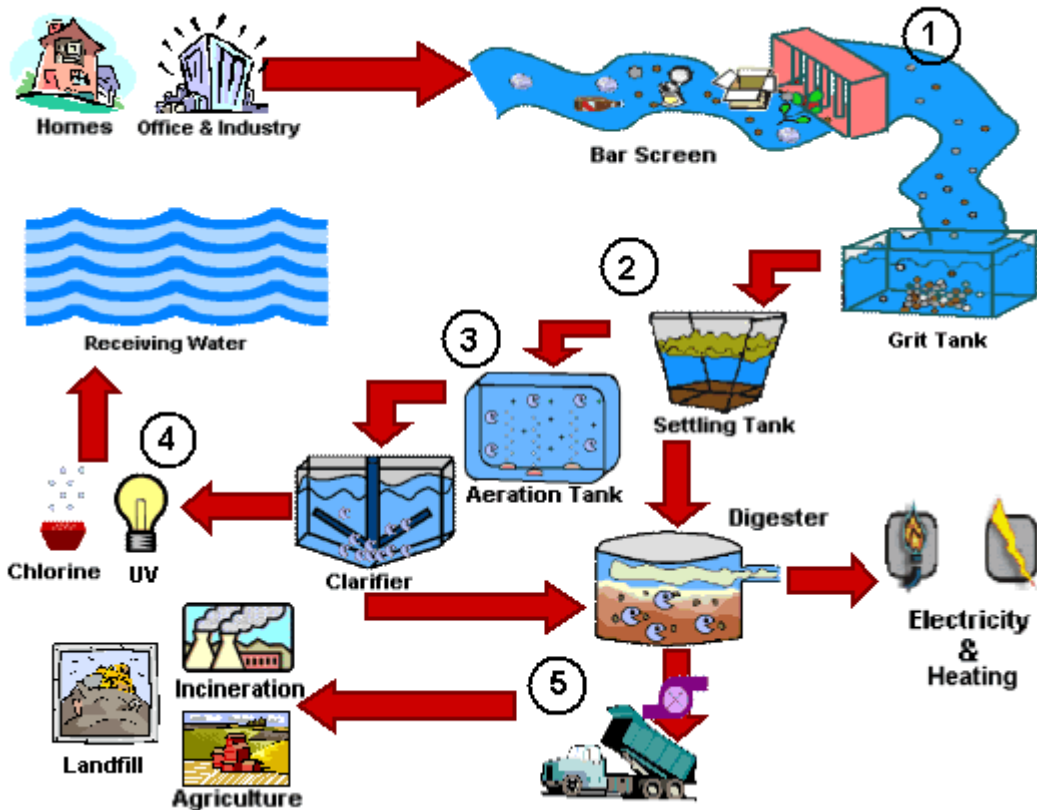 1
Homes
Office & Industry
Bar Screen
Grit Tank
2
Settling Tank
3
Aeration Tank
Receiving Water
4
Chlorine
UV
Clarifier
Digester
Electricity
&
Heating
5
Incineration
Landfill
Agriculture